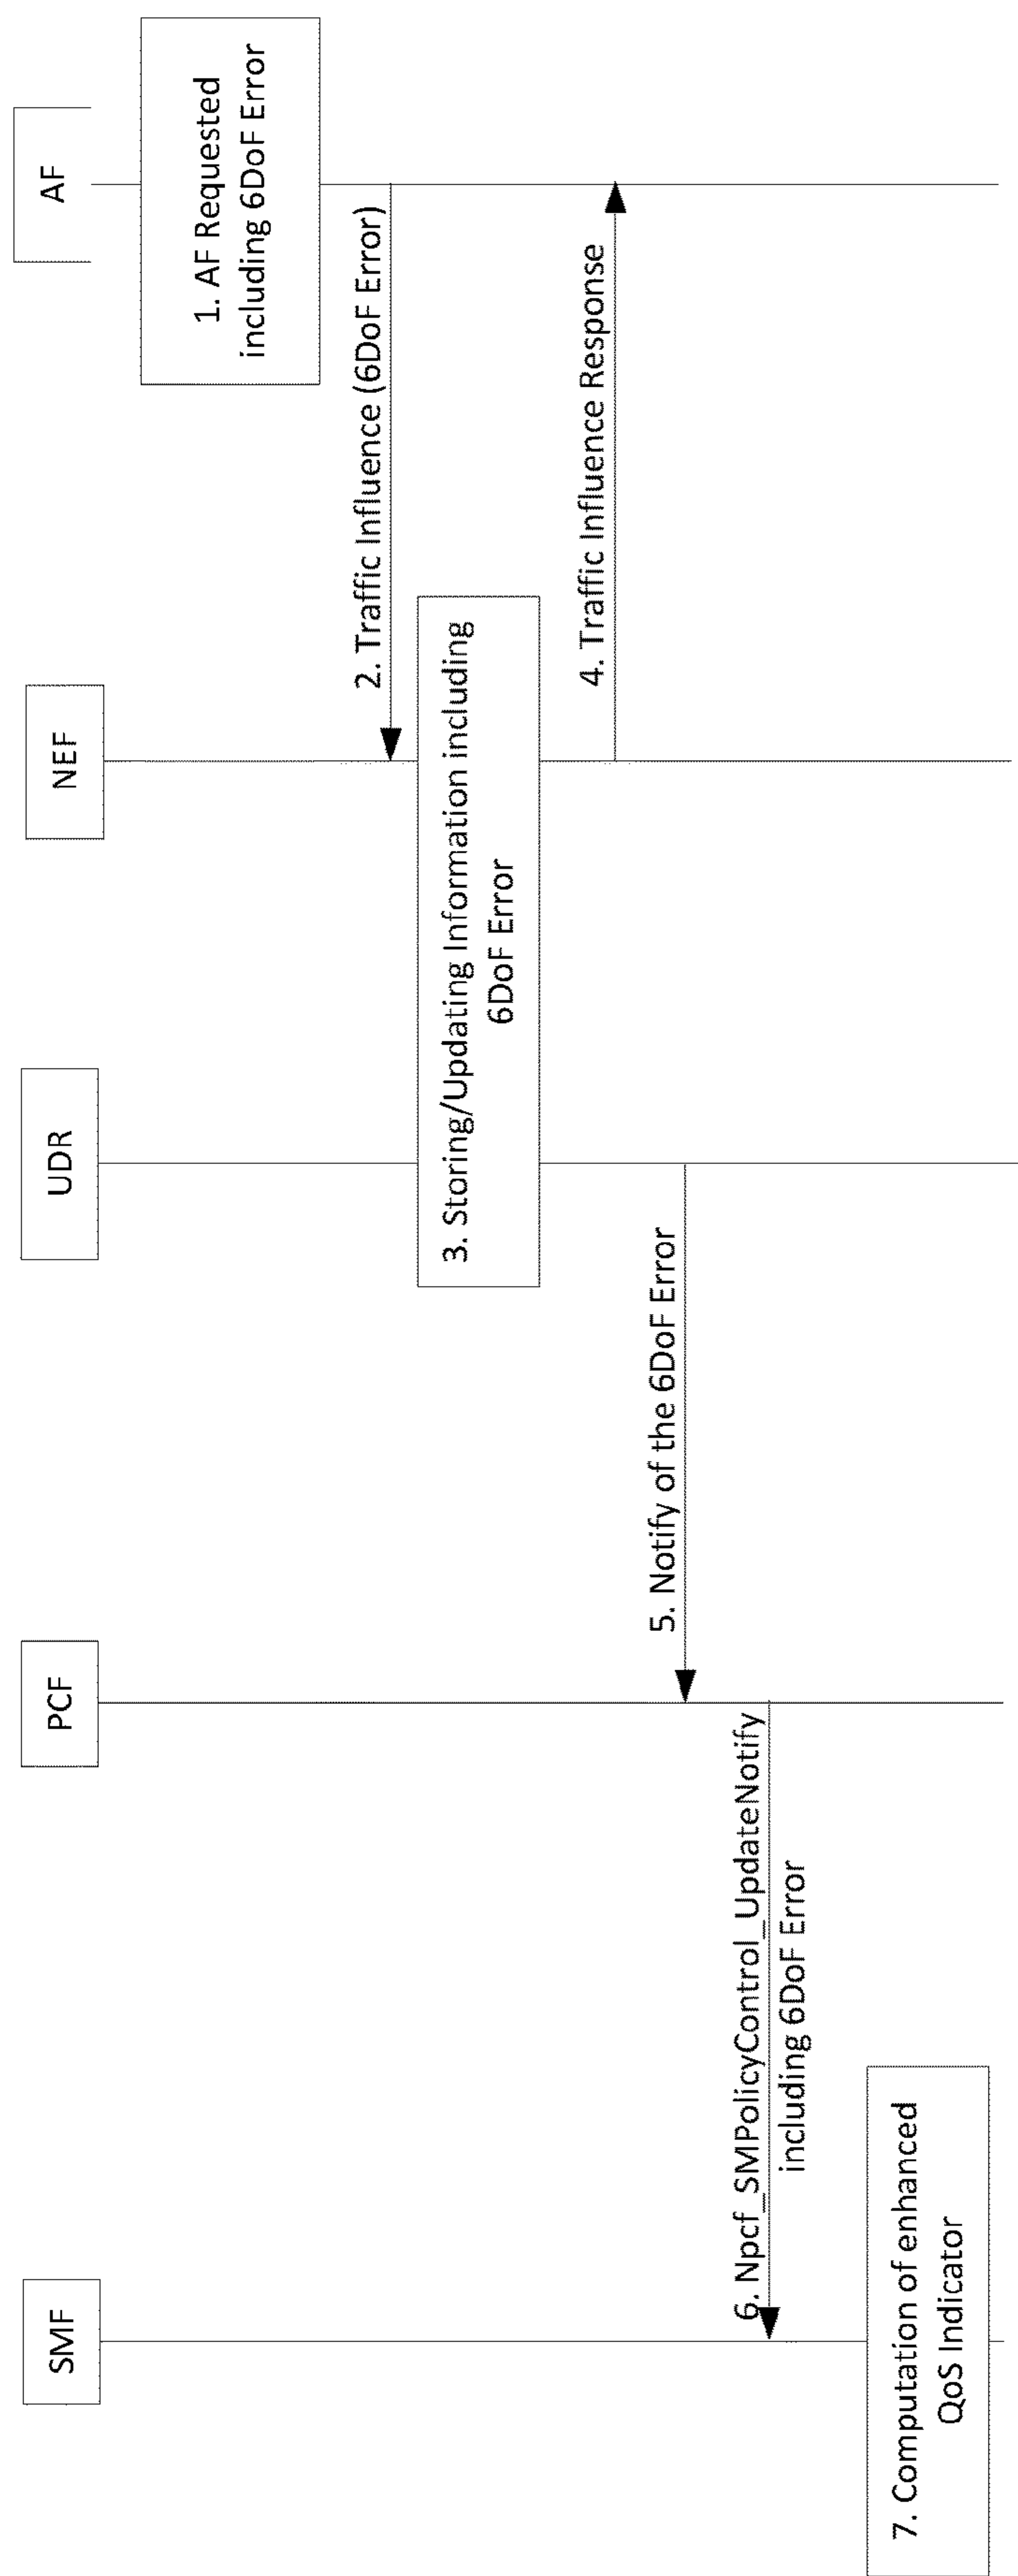 SMF
PCF
UDR
NEF
AF
1. AF Requested
including 6DoF Error
2. Traffic Influence (6DoF Error)
3. Storing/Updating Information including
6DoF Error
4. Traffic Influence Response
5. Notify of the 6DoF Error
6. Npcf_SMPolicyControl_UpdateNotify
including 6DoF Error
7. Computation of enhanced
QoS Indicator